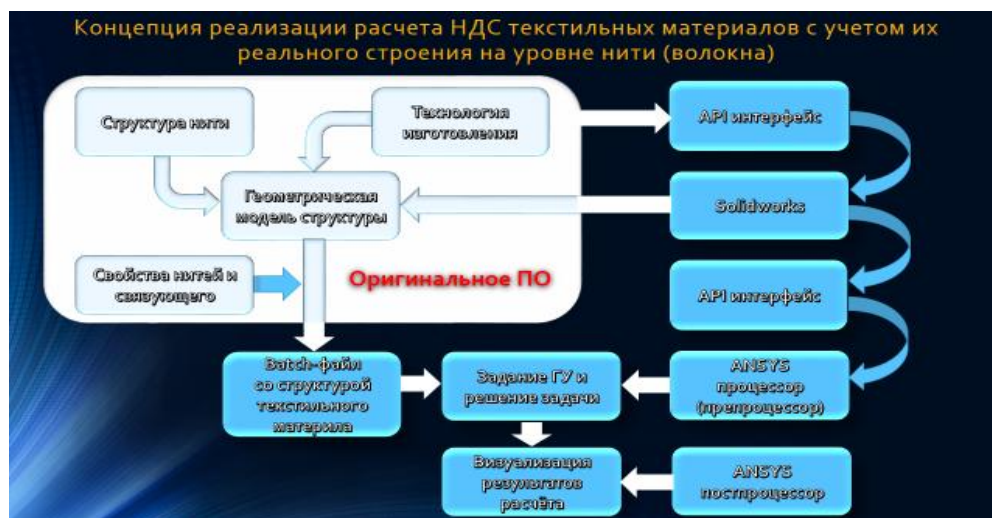 Концепция реализации расчета НДС текстильных материалов с учетом их
реального строения на уровне нити (волокна)
Структура нити
Технология
изготовления
API интерфейс
Геометрическая
модель структуры
Solidworks
Свойства нитей и
связующего
Оригинальное ПО
API интерфейс
Batch-файл
со структурой
текстильного
материла
Задание ГУ и
решение задачи
ANSYS
процессор
(препроцессор)
Визуализация
результатов
расчёта
ANSYS
постпроцессор